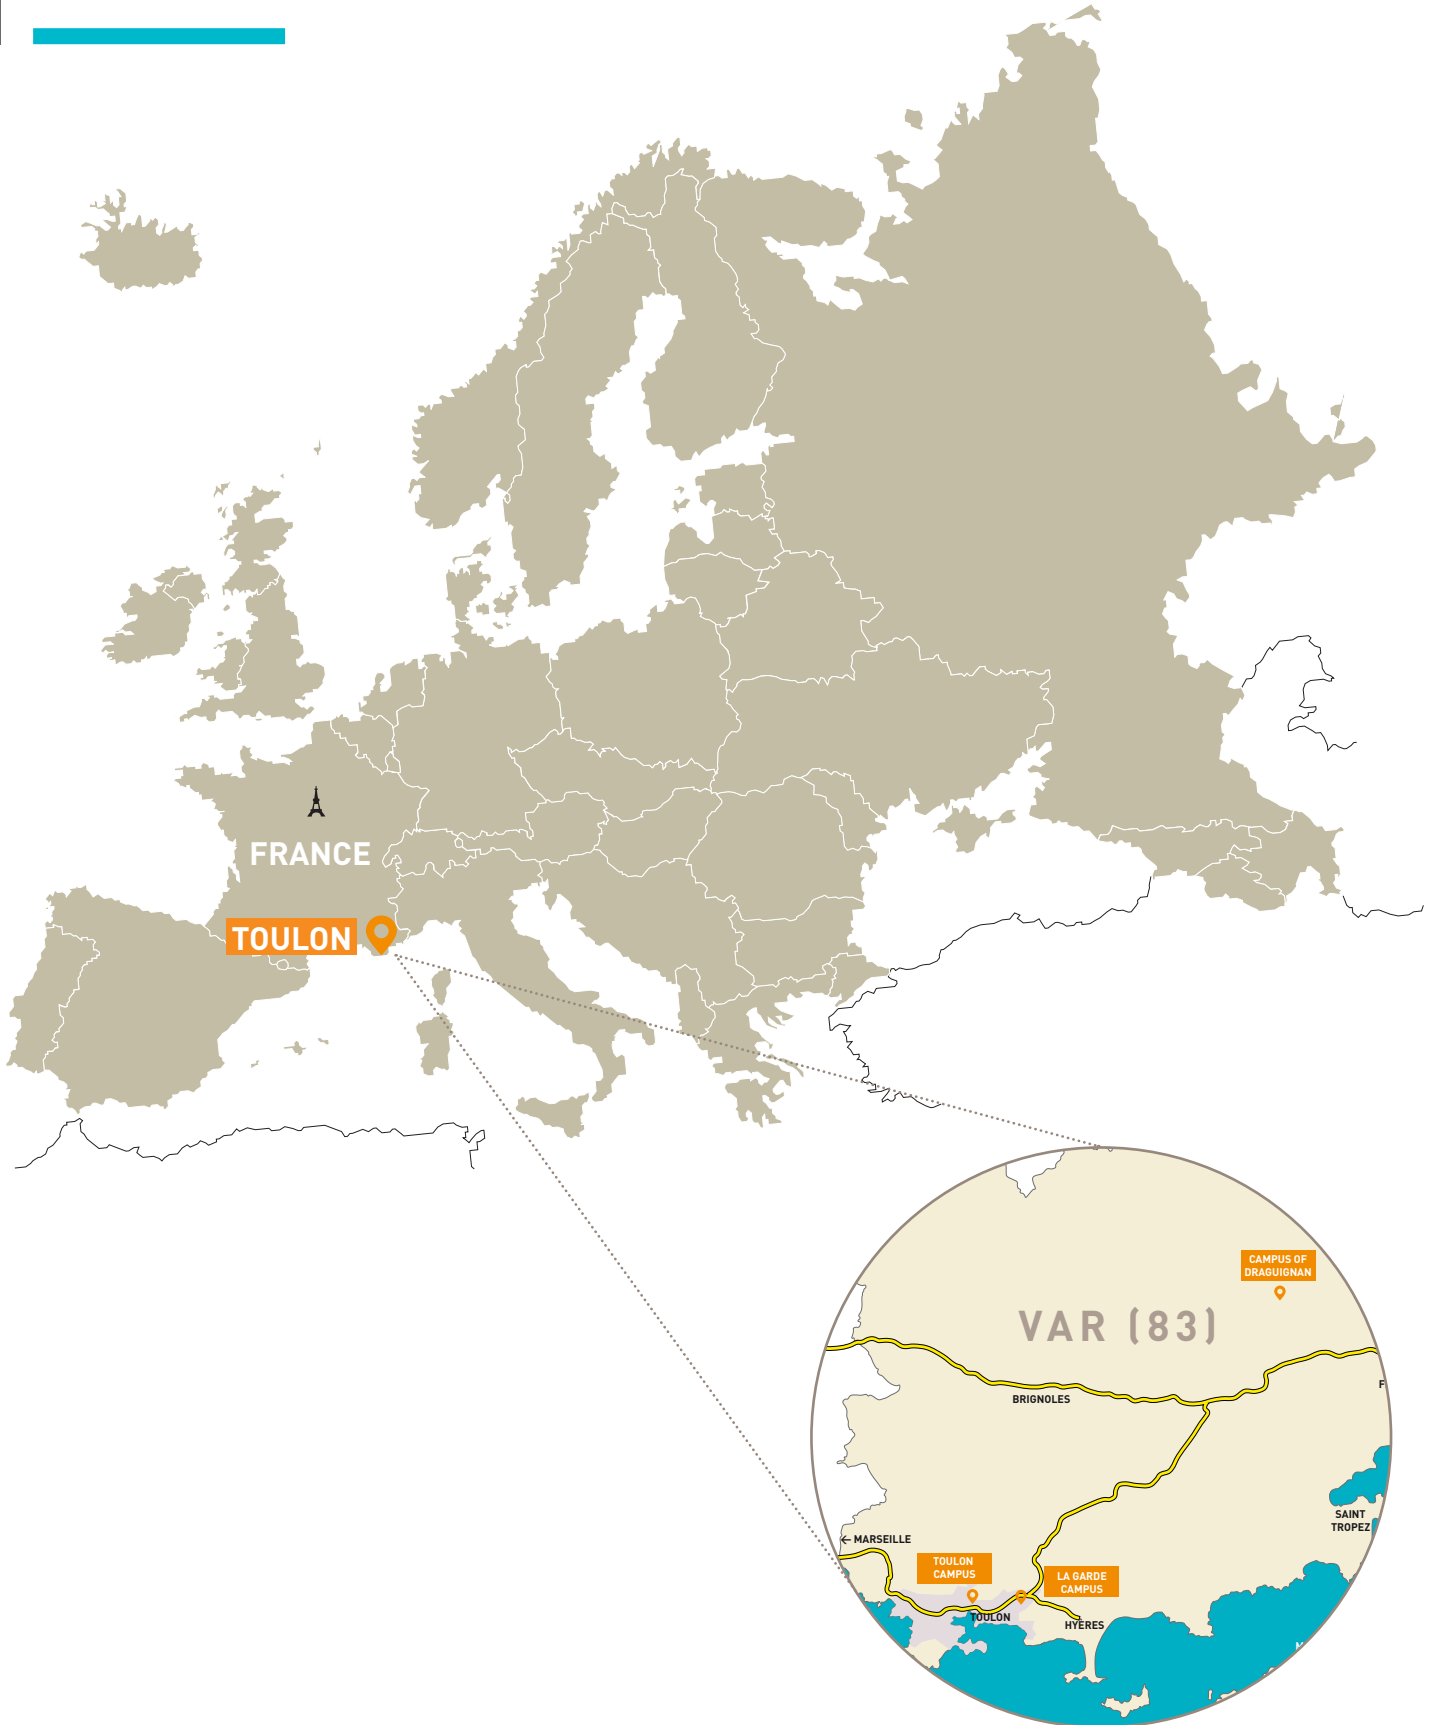 FRANCE
TOULON
CAMPUS OF
DRAGUIGNAN
VAR (83)
BRIGNOLES
F
SAINT
TROPEZ
← MARSEILLE
TOULON
CAMPUS
LA GARDE
CAMPUS
TOULON
HYÈRES